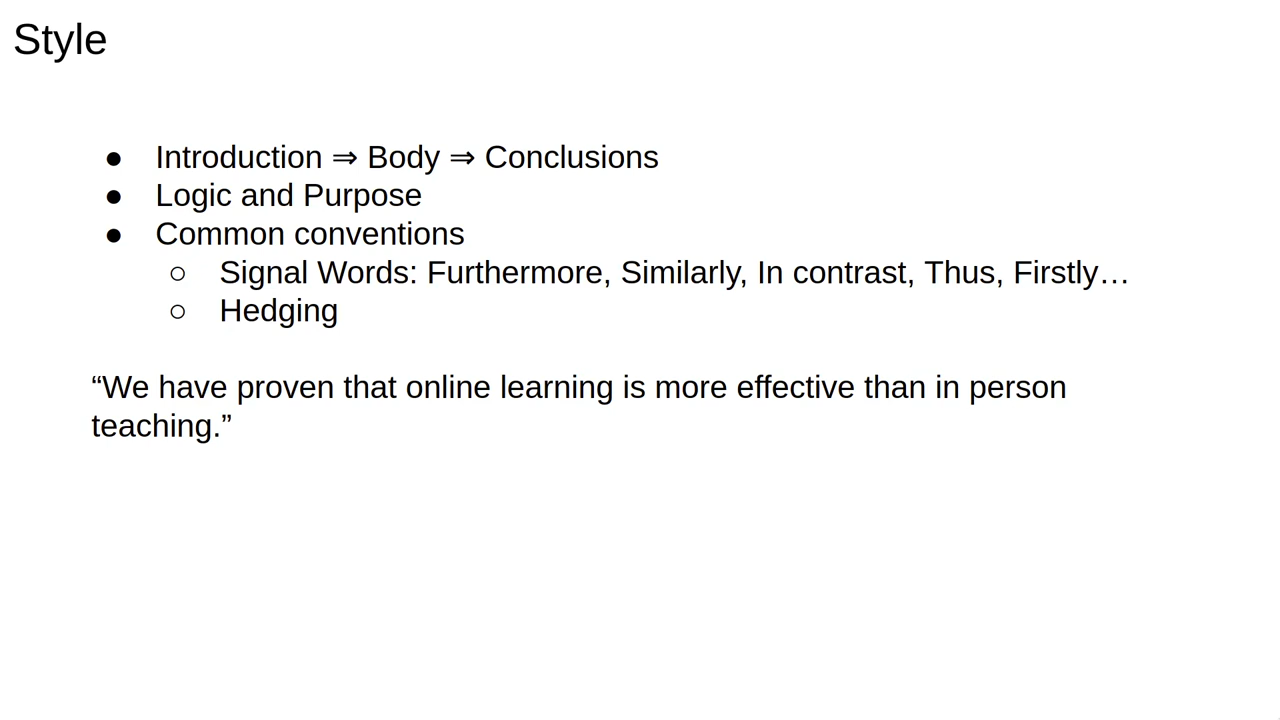 Style
● Introduction ⇒ Body ⇒ Conclusions
● Logic and Purpose
● Common conventions
○ Signal Words: Furthermore, Similarly, In contrast, Thus, Firstly…
○ Hedging
“We have proven that online learning is more effective than in person
teaching.”